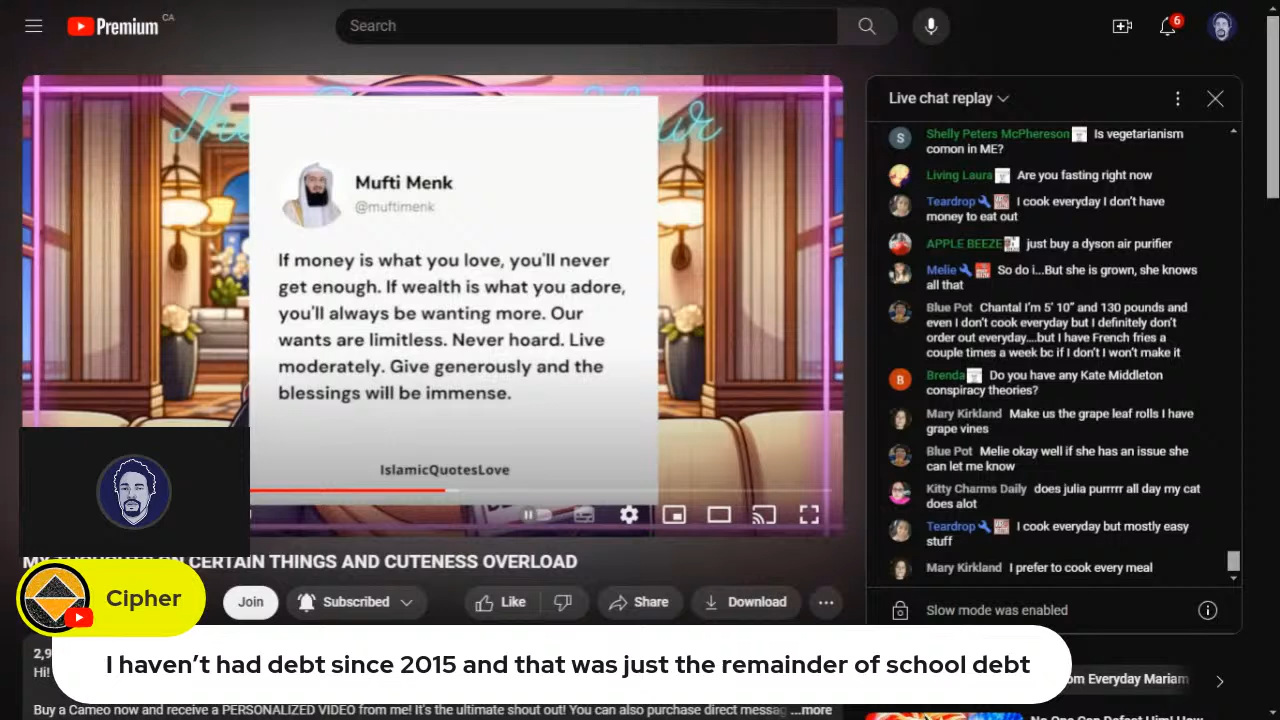 Premium CA
Search
6
The
ur
Mufti Menk
@muftimenk
If money is what you love, you'll never
get enough. If wealth is what you adore,
you'll always be wanting more. Our
wants are limitless. Never hoard. Live
moderately. Give generously and the
blessings will be immense.
IslamicQuotesLove
CERTAIN THINGS AND CUTENESS OVERLOAD
Cipher
Join
Subscribed
Like
Share
Download
I haven't had debt since 2015 and that was just the remainder of school debt
2,9
Hi!
Buy a Cameo now and receive a PERSONALIZED VIDEO from me! It's the ultimate shout out! You can also purchase direct messag ...more
Live chat replay
S
Shelly Peters McPhereson Is vegetarianism
comon in ME?
Living Laura Are you fasting right now
Teardrop I cook everyday I don't have
money to eat out
APPLE BEEZE just buy a dyson air purifier
Melie So do i...But she is grown, she knows
all that
Blue Pot Chantal I'm 5' 10" and 130 pounds and
even I don't cook everyday but I definitely don't
order out everyday....but I have French fries a
couple times a week bc if I don't I won't make it
B
Brenda Do you have any Kate Middleton
conspiracy theories?
Mary Kirkland Make us the grape leaf rolls I have
grape vines
Blue Pot Melie okay well if she has an issue she
can let me know
Kitty Charms Daily does julia purrrrr all day my cat
does alot
Teardrop I cook everyday but mostly easy
stuff
Mary Kirkland I prefer to cook every meal
Slow mode was enabled
om Everyday Mariam